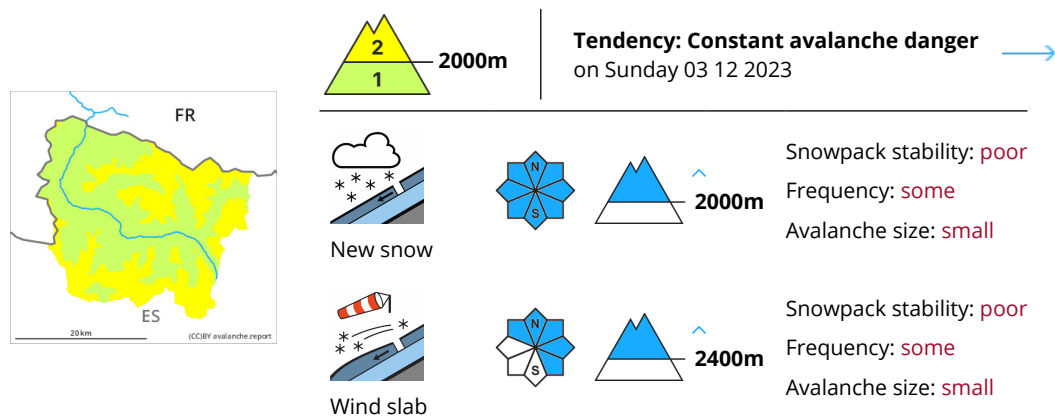 FR
ES
20 km
(CC)BY avalanche.report
2
1
2000m
Tendency: Constant avalanche danger
on Sunday 03 12 2023
New snow
N
S
2000m
Snowpack stability: poor
Frequency: some
Avalanche size: small
Wind slab
N
S
2400m
Snowpack stability: poor
Frequency: some
Avalanche size: small